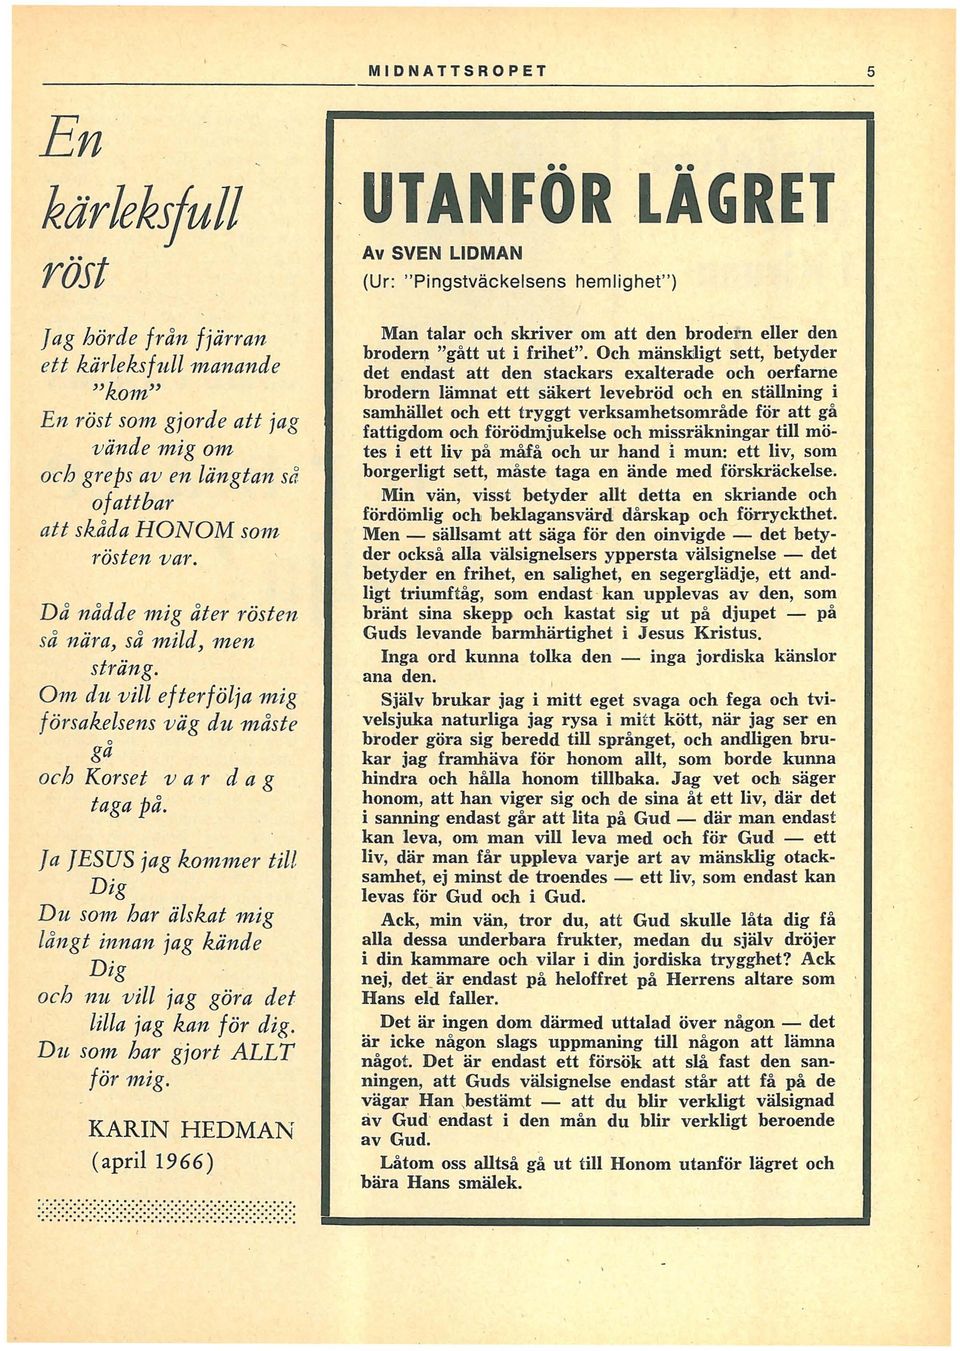 MIDNATTSROPET 5
En
kärleksfull
röst
Jag hörde från fjärran
ett kärleksfull manande
"kom"
En röst som gjorde att jag
vände mig om
och greps av en längtan så
ofattbar
att skåda HONOM som
rösten var.
Då nådde mig åter rösten
så nära, så mild, men
sträng.
Om du vill efterfölja mig
försakelsens väg du måste
gå
och Korset var dag
taga på.
Ja JESUS jag kommer till
Dig
Du som har älskat mig
långt innan jag kände
Dig
och nu vill jag göra det
lilla jag kan för dig.
Du som har gjort ALLT
för mig.
KARIN HEDMAN
(april 1966)
UTANFÖR LÄGRET
Av SVEN LIDMAN
(Ur: "Pingstväckelsens hemlighet")
Man talar och skriver om att den brodern eller den
brodern "gått ut i frihet". Och mänskligt sett, betyder
det endast att den stackars exalterade och oerfarne
brodern lämnat ett säkert levebröd och en ställning i
samhället och ett tryggt verksamhetsområde för att gå
fattigdom och förödmjukelse och missräkningar till mö-
tes i ett liv på måfå och ur hand i mun: ett liv, som
borgerligt sett, måste taga en ände med förskräckelse.
Min vän, visst betyder allt detta en skriande och
fördömlig och beklagansvärd dårskap och förryckthet.
Men — sällsamt att säga för den oinvigde — det bety-
der också alla välsignelsers yppersta välsignelse — det
betyder en frihet, en salighet, en segerglädje, ett and-
ligt triumftåg, som endast kan upplevas av den, som
bränt sina skepp och kastat sig ut på djupet — på
Guds levande barmhärtighet i Jesus Kristus.
Inga ord kunna tolka den — inga jordiska känslor
ana den.
Själv brukar jag i mitt eget svaga och fega och tvi-
velsjuka naturliga jag rysa i mitt kött, när jag ser en
broder göra sig beredd till språnget, och andligen bru-
kar jag framhäva för honom allt, som borde kunna
hindra och hålla honom tillbaka. Jag vet och säger
honom, att han viger sig och de sina åt ett liv, där det
i sanning endast går att lita på Gud — där man endast
kan leva, om man vill leva med och för Gud — ett
liv, där man får uppleva varje art av mänsklig otack-
samhet, ej minst de troendes — ett liv, som endast kan
levas för Gud och i Gud.
Ack, min vän, tror du, att Gud skulle låta dig få
alla dessa underbara frukter, medan du själv dröjer
i din kammare och vilar i din jordiska trygghet? Ack
nej, det är endast på heloffret på Herrens altare som
Hans eld faller.
Det är ingen dom därmed uttalad över någon — det
är icke någon slags uppmaning till någon att lämna
något. Det är endast ett försök att slå fast den san-
ningen, att Guds välsignelse endast står att få på de
vägar Han bestämt — att du blir verkligt välsignad
av Gud endast i den mån du blir verkligt beroende
av Gud.
Låtom oss alltså gå ut till Honom utanför lägret och
bära Hans smälek.